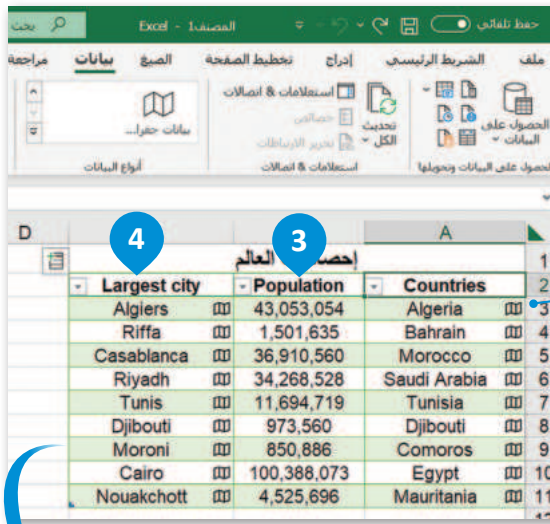 حفظ تلقائي
المصنف1 - Excel
بحث
ملف الشريط الرئيسي إدراج تخطيط الصفحة الصيغ بيانات مراجعة
الحصول على البيانات
تحديث الكل
استعلامات & اتصالات
خصائص
تحرير الارتباطات
بيانات جغرا...
الحصول على البيانات وتحويلها
استعلامات & اتصالات
أنواع البيانات
A D
3 4
1 العالم
2 Countries Population Largest city
3 Algeria 43,053,054 Algiers
4 Bahrain 1,501,635 Riffa
5 Morocco 36,910,560 Casablanca
6 Saudi Arabia 34,268,528 Riyadh
7 Tunisia 11,694,719 Tunis
8 Djibouti 973,560 Djibouti
9 Comoros 850,886 Moroni
10 Egypt 100,388,073 Cairo
11 Mauritania 4,525,696 Nouakchott